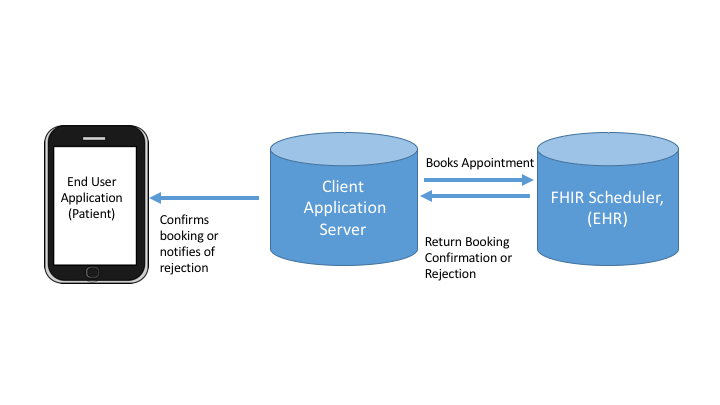 End User
Application
(Patient)
Confirms
booking or
notifies of
rejection
Client
Application
Server
Books Appointment
Return Booking
Confirmation or
Rejection
FHIR Scheduler,
(EHR)